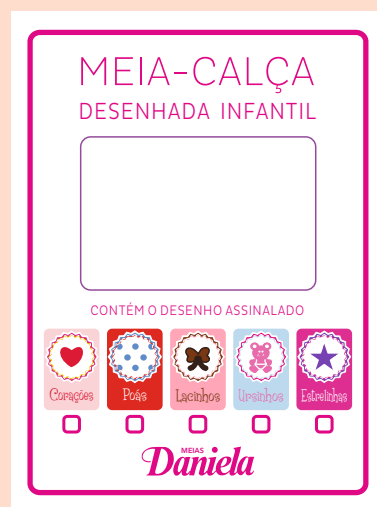 MEIA-CALÇA
DESENHADA INFANTIL
CONTÉM O DESENHO ASSINALADO
Corações Poás Lacinhos Ursinhos Estrelinhas
MEIAS
Daniela